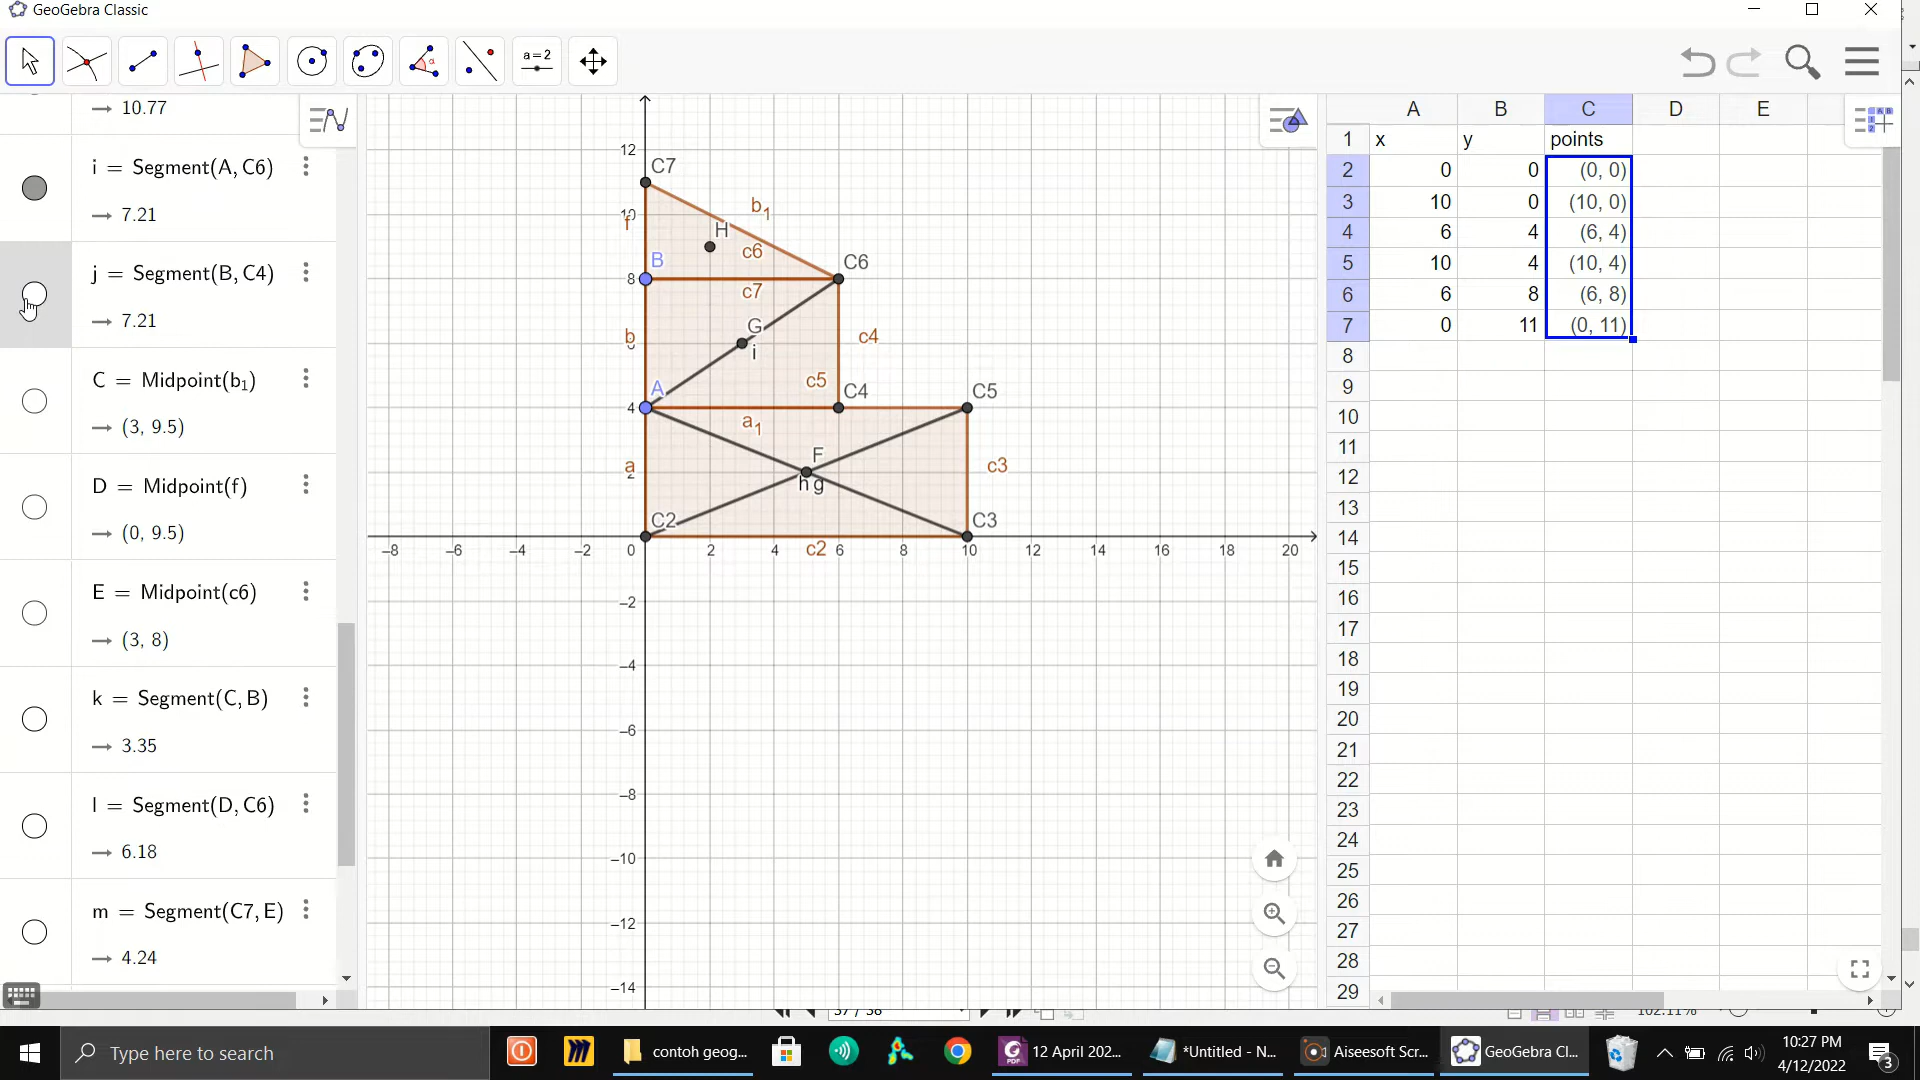 GeoGebra Classic
a = 2
10.77
i = Segment(A, C6)
7.21
j = Segment(B, C4)
7.21
C = Midpoint(b₁)
(3, 9.5)
D = Midpoint(f)
(0, 9.5)
E = Midpoint(c6)
(3, 8)
k = Segment(C, B)
3.35
l = Segment(D, C6)
6.18
m = Segment(C7, E)
4.24
12
C7
10
b₁
f
H
c6
B
C6
8
c7
G
b
i
c4
6
c5
A
C4
C5
4
a₁
F
a
2
h g
c3
C2
C3
–8 –6 –4 –2 0 2 4 6 8 10 12 14 16 18 20
c2
–2
–4
–6
–8
–10
–12
–14
A B C D E
1 x y points
2 0 0 (0, 0)
3 10 0 (10, 0)
4 6 4 (6, 4)
5 10 4 (10, 4)
6 6 8 (6, 8)
7 0 11 (0, 11)
8
9
10
11
12
13
14
15
16
17
18
19
20
21
22
23
24
25
26
27
28
29
37 / 38
102.11%
Type here to search
contoh geog...
12 April 202...
*Untitled - N...
Aiseesoft Scr...
GeoGebra Cl...
10:27 PM
4/12/2022
3